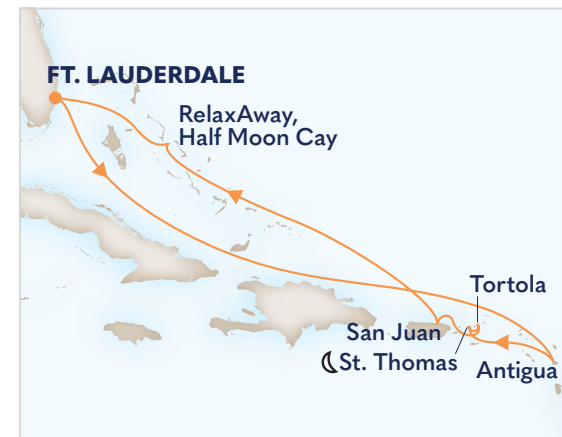 FT. LAUDERDALE
RelaxAway,
Half Moon Cay
Tortola
San Juan
St. Thomas
Antigua